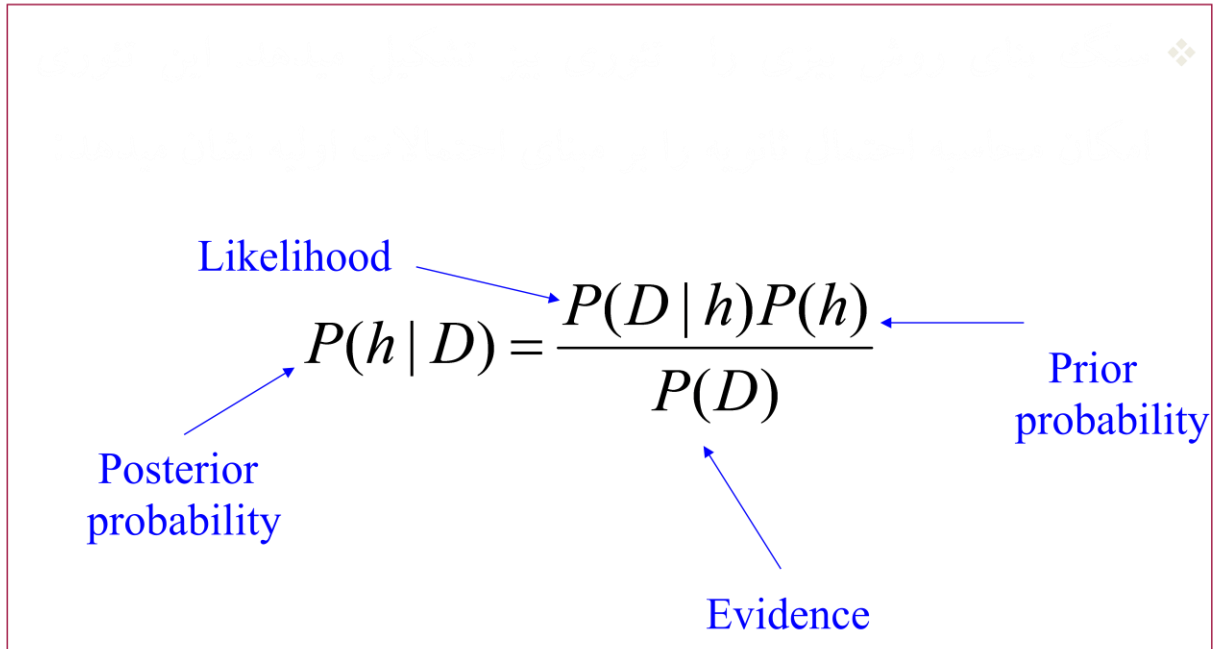 Likelihood
P(h | D) = P(D | h)P(h) / P(D)
Prior
probability
Posterior
probability
Evidence